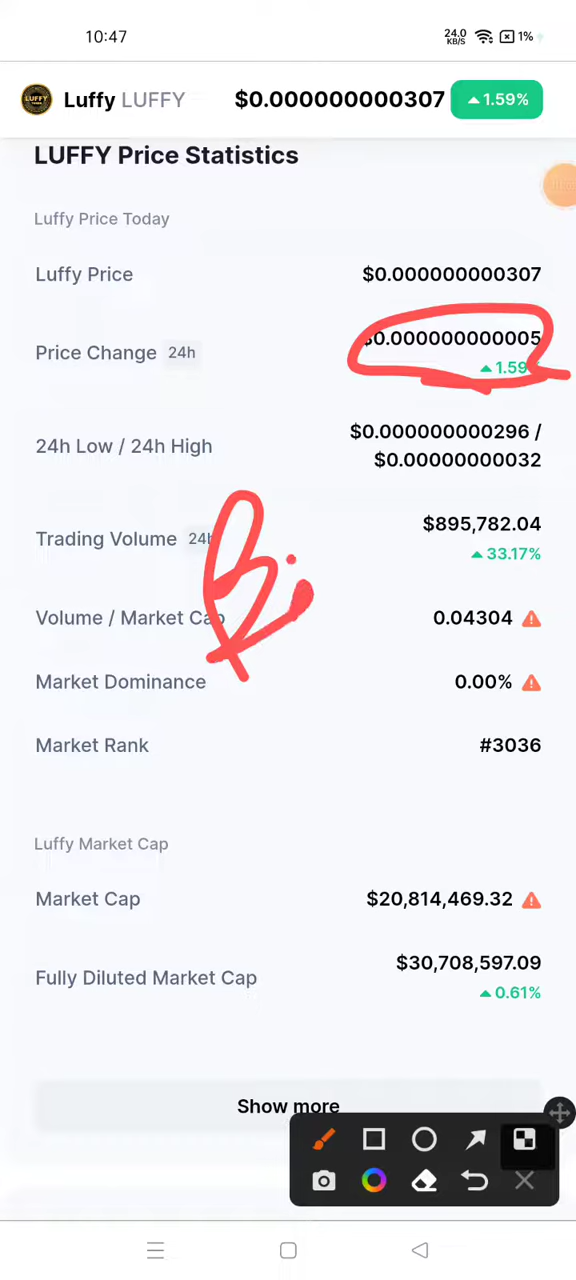 10:47
24.0 KB/S
1%
LUFFY
Luffy LUFFY $0.000000000307 1.59%
LUFFY Price Statistics
Luffy Price Today
Luffy Price $0.000000000307
Price Change 24h $0.000000000005
1.59%
24h Low / 24h High $0.000000000296 /
$0.00000000032
Trading Volume 24h $895,782.04
33.17%
Volume / Market Cap 0.04304
Market Dominance 0.00%
Market Rank #3036
Luffy Market Cap
Market Cap $20,814,469.32
Fully Diluted Market Cap $30,708,597.09
0.61%
Show more